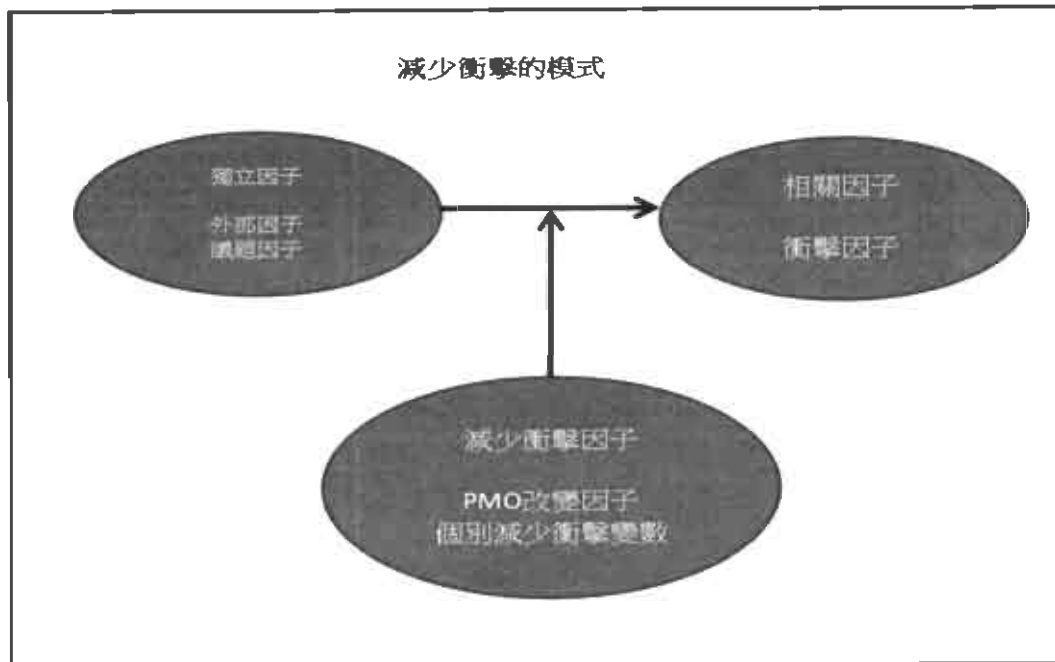 減少衝擊的模式
獨立因子
外部因子
議題因子
相關因子
衝擊因子
減少衝擊因子
PMO改變因子
個別減少衝擊變數